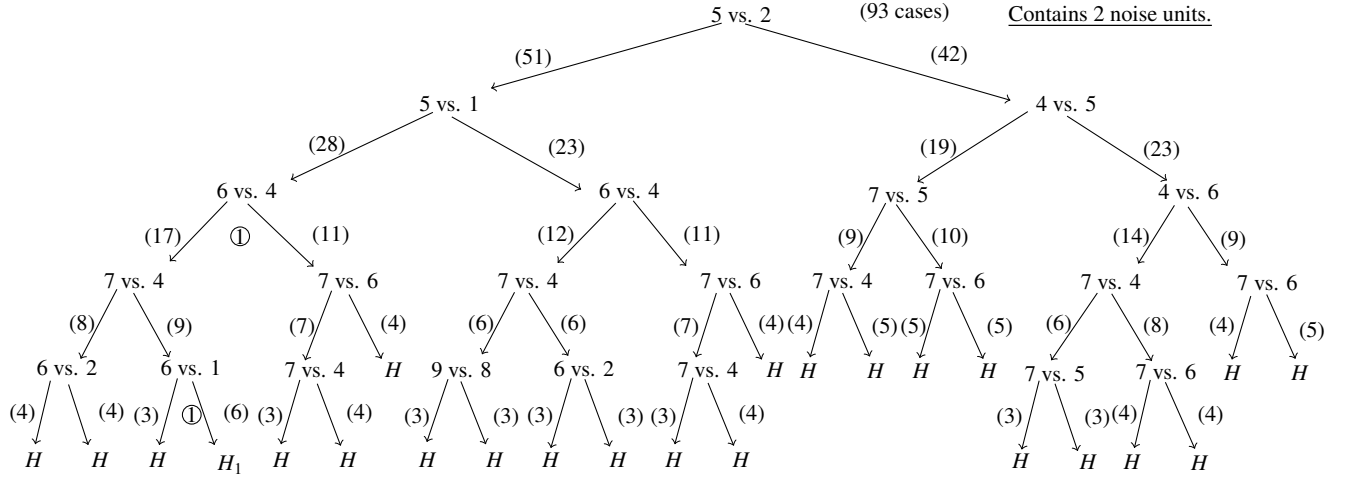 5 vs. 2 (93 cases) Contains 2 noise units.
(51) (42)
5 vs. 1 4 vs. 5
(28) (23) (19) (23)
6 vs. 4 6 vs. 4 7 vs. 5 4 vs. 6
(17) ① (11) (12) (11) (9) (10) (14) (9)
7 vs. 4 7 vs. 6 7 vs. 4 7 vs. 6 7 vs. 4 7 vs. 6 7 vs. 4 7 vs. 6
(8) (9) (7) (4) (6) (6) (7) (4) (4) (5) (5) (5) (6) (8) (4) (5)
6 vs. 2 6 vs. 1 7 vs. 4 H 9 vs. 8 6 vs. 2 7 vs. 4 H H H H H 7 vs. 5 7 vs. 6 H H
(4) (4) (3) ① (6) (3) (4) (3) (3) (3) (3) (3) (4) (3) (3) (4) (4)
H H H H₁ H H H H H H H H H H H H